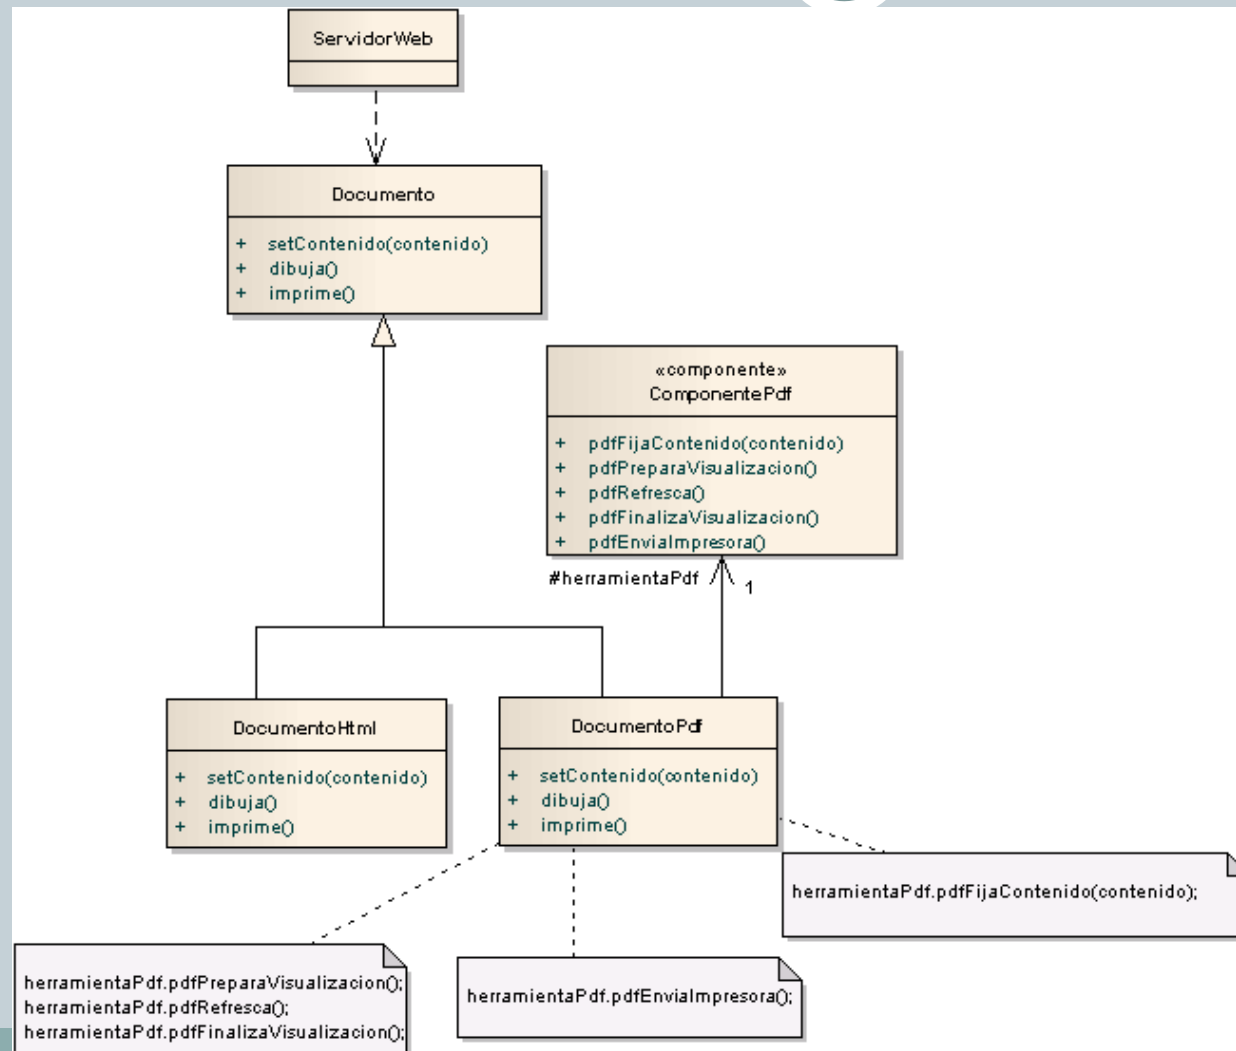 ServidorWeb
Documento
+ setContenido(contenido)
+ dibuja()
+ imprime()
«componente»
ComponentePdf
+ pdfFijaContenido(contenido)
+ pdfPreparaVisualizacion()
+ pdfRefresca()
+ pdfFinalizaVisualizacion()
+ pdfEnviaImpresora()
#herramientaPdf
1
DocumentoHtml
+ setContenido(contenido)
+ dibuja()
+ imprime()
DocumentoPdf
+ setContenido(contenido)
+ dibuja()
+ imprime()
herramientaPdf.pdfFijaContenido(contenido);
herramientaPdf.pdfPreparaVisualizacion();
herramientaPdf.pdfRefresca();
herramientaPdf.pdfFinalizaVisualizacion();
herramientaPdf.pdfEnviaImpresora();